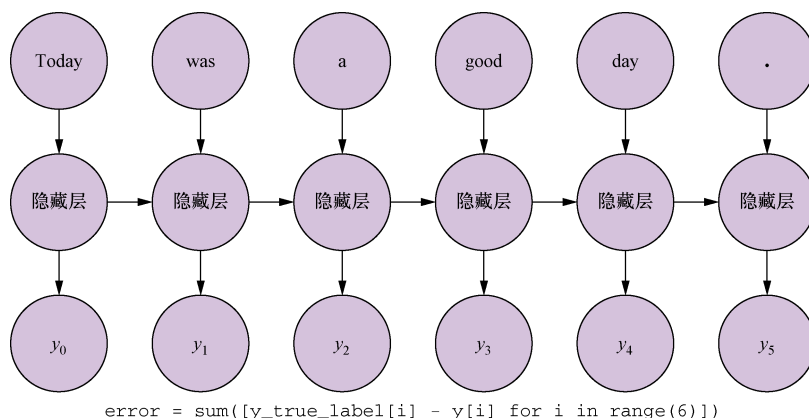 Today was a good day .
隐藏层 隐藏层 隐藏层 隐藏层 隐藏层 隐藏层
y0 y1 y2 y3 y4 y5
error = sum([y_true_label[i] - y[i] for i in range(6)])